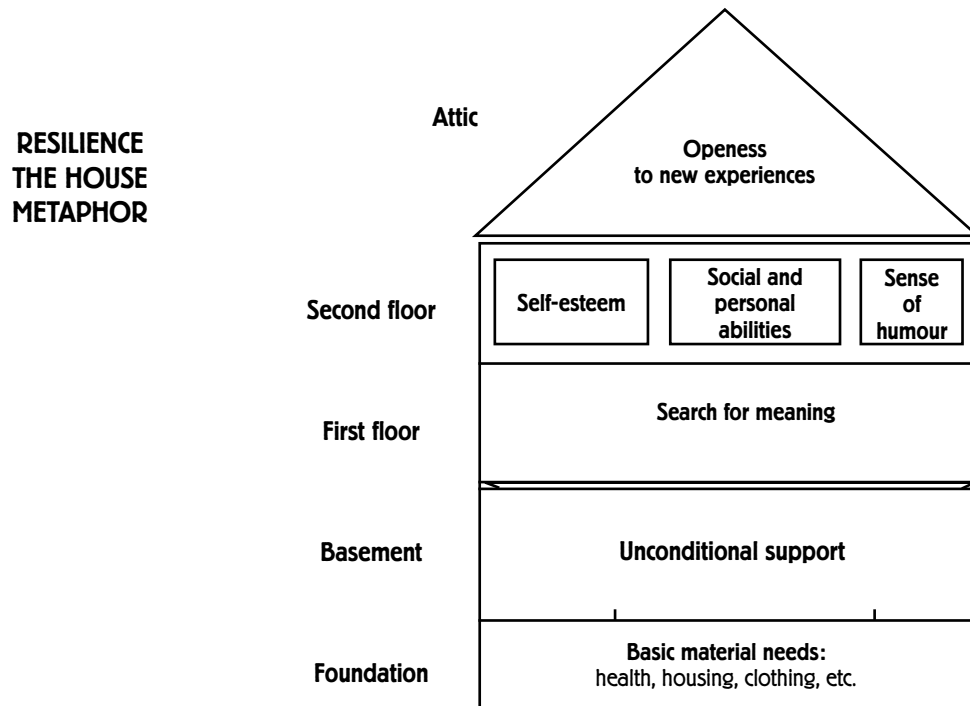 RESILIENCE
THE HOUSE
METAPHOR
Attic
Openess
to new experiences
Second floor
Self-esteem
Social and
personal
abilities
Sense
of
humour
First floor
Search for meaning
Basement
Unconditional support
Foundation
Basic material needs:
health, housing, clothing, etc.